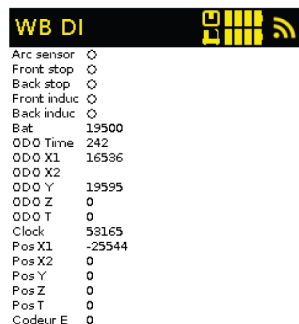 WB DI
Arc sensor
Front stop
Back stop
Front induc
Back induc
Bat 19500
ODO Time 242
ODO X1 16536
ODO X2
ODO Y 19595
ODO Z 0
ODO T 0
Clock 53165
Pos X1 -25544
Pos X2 0
Pos Y 0
Pos Z 0
Pos T 0
Codeur E 0